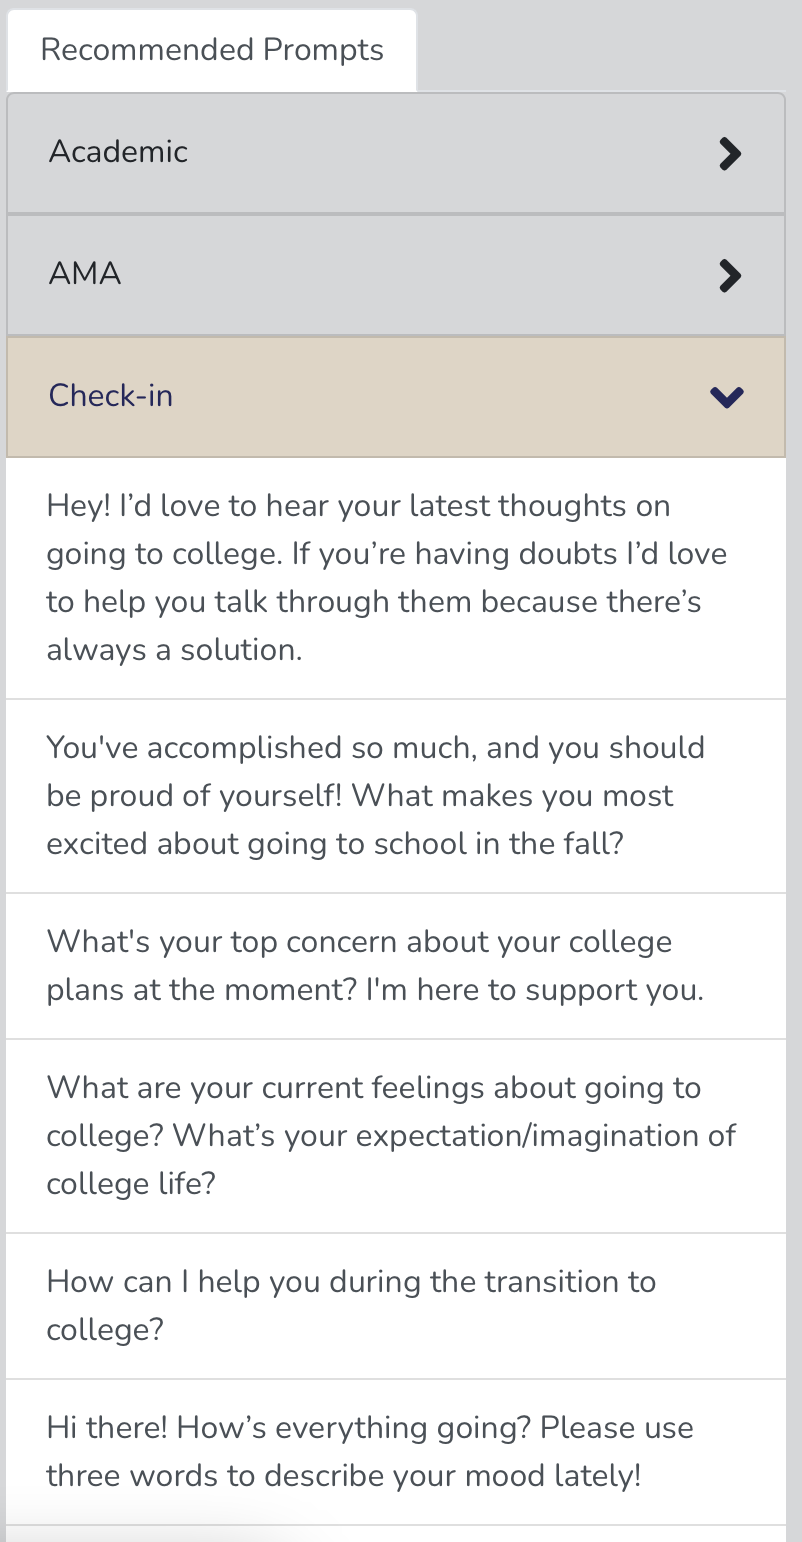 Recommended Prompts
Academic
AMA
Check-in
Hey! I’d love to hear your latest thoughts on
going to college. If you’re having doubts I’d love
to help you talk through them because there’s
always a solution.
You've accomplished so much, and you should
be proud of yourself! What makes you most
excited about going to school in the fall?
What's your top concern about your college
plans at the moment? I'm here to support you.
What are your current feelings about going to
college? What’s your expectation/imagination of
college life?
How can I help you during the transition to
college?
Hi there! How’s everything going? Please use
three words to describe your mood lately!